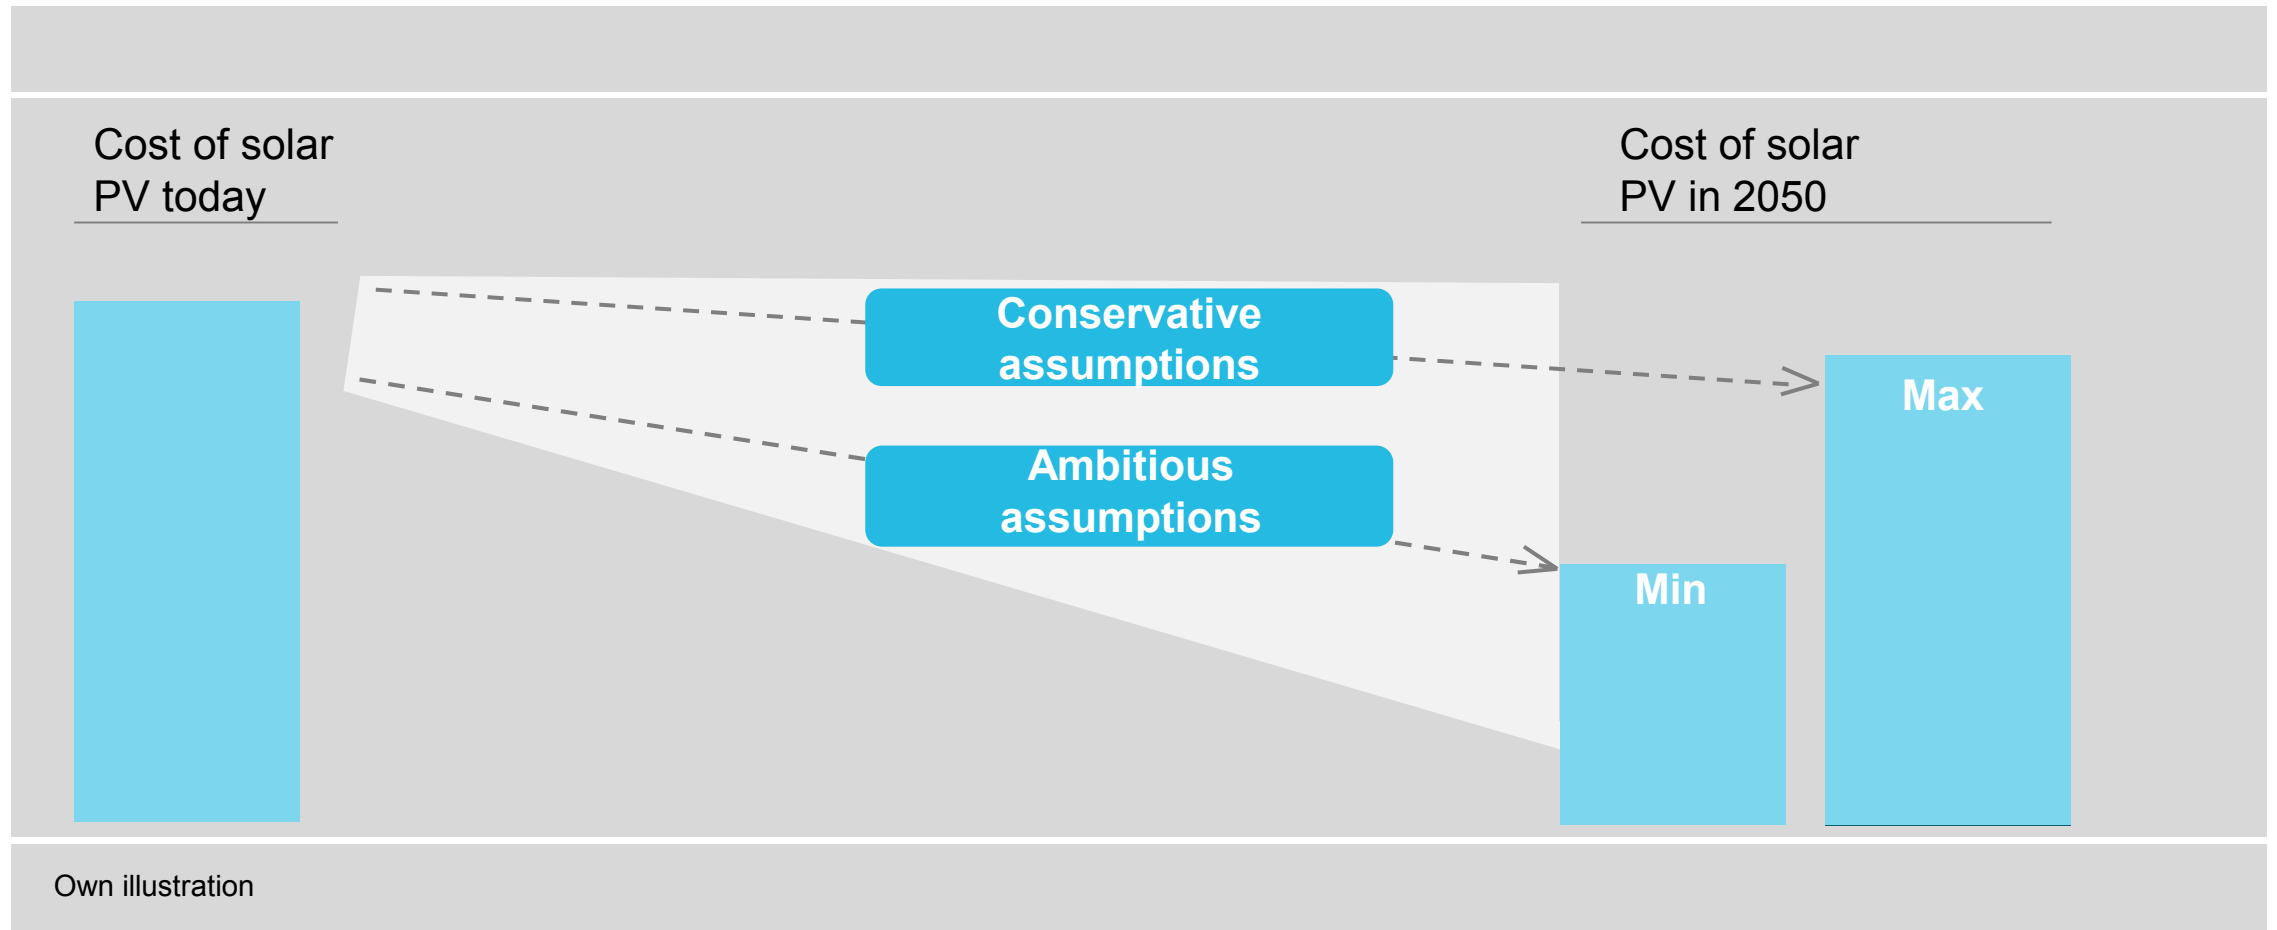 Cost of solar
PV today
Cost of solar
PV in 2050
Conservative
assumptions
Max
Ambitious
assumptions
Min
Own illustration